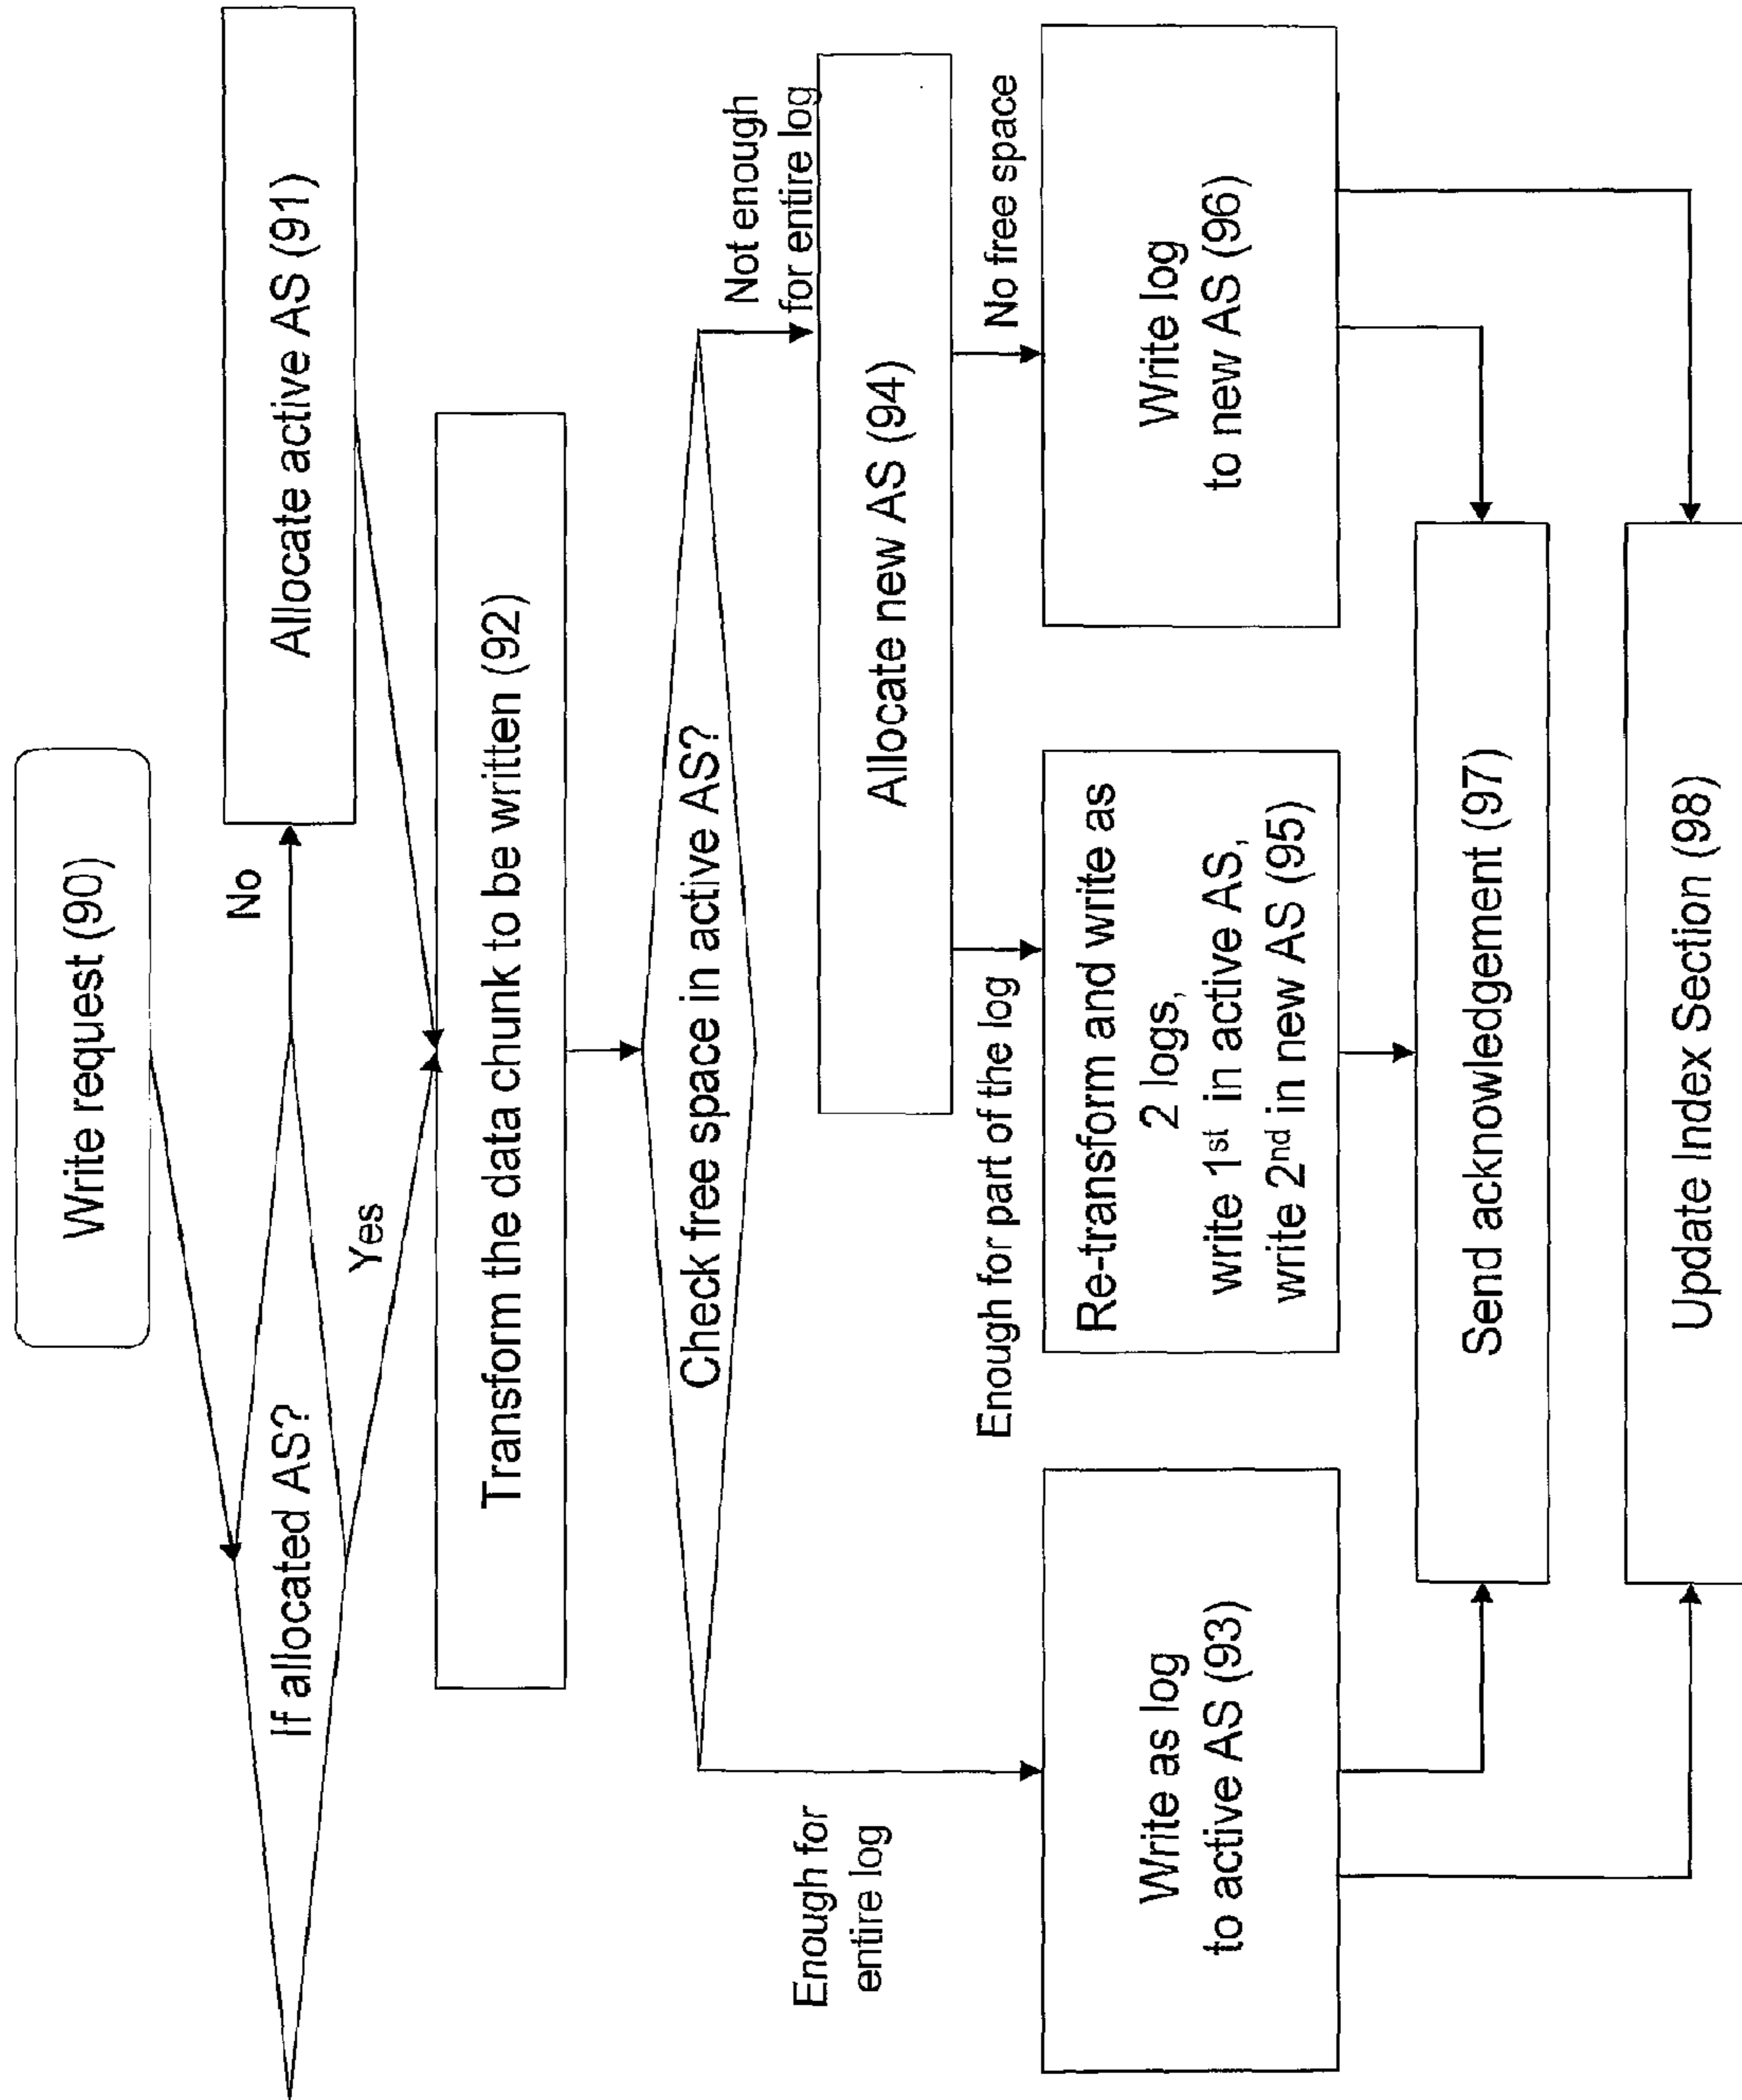 Write request (90)
If allocated AS?
No
Allocate active AS (91)
Yes
Transform the data chunk to be written (92)
Check free space in active AS?
Enough for
entire log
Not enough
for entire log
Allocate new AS (94)
Enough for part of the log
No free space
Write as log
to active AS (93)
Re-transform and write as
2 logs,
write 1st in active AS,
write 2nd in new AS (95)
Write log
to new AS (96)
Send acknowledgement (97)
Update Index Section (98)